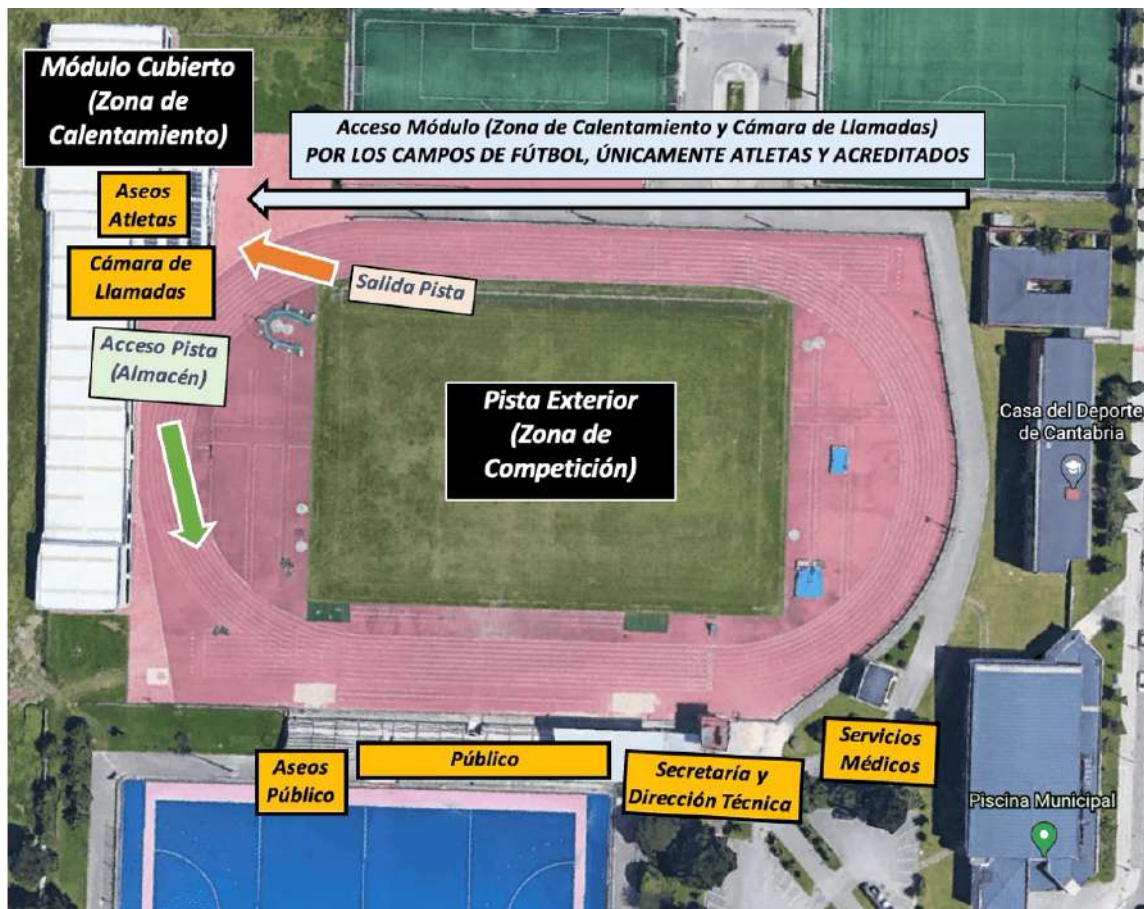 Módulo Cubierto
(Zona de
Calentamiento)
Acceso Módulo (Zona de Calentamiento y Cámara de Llamadas)
POR LOS CAMPOS DE FÚTBOL, ÚNICAMENTE ATLETAS Y ACREDITADOS
Aseos
Atletas
Cámara de
Llamadas
Salida Pista
Acceso Pista
(Almacén)
Pista Exterior
(Zona de
Competición)
Casa del Deporte
de Cantabria
Aseos
Público
Público
Secretaría y
Dirección Técnica
Servicios
Médicos
Piscina Municipal